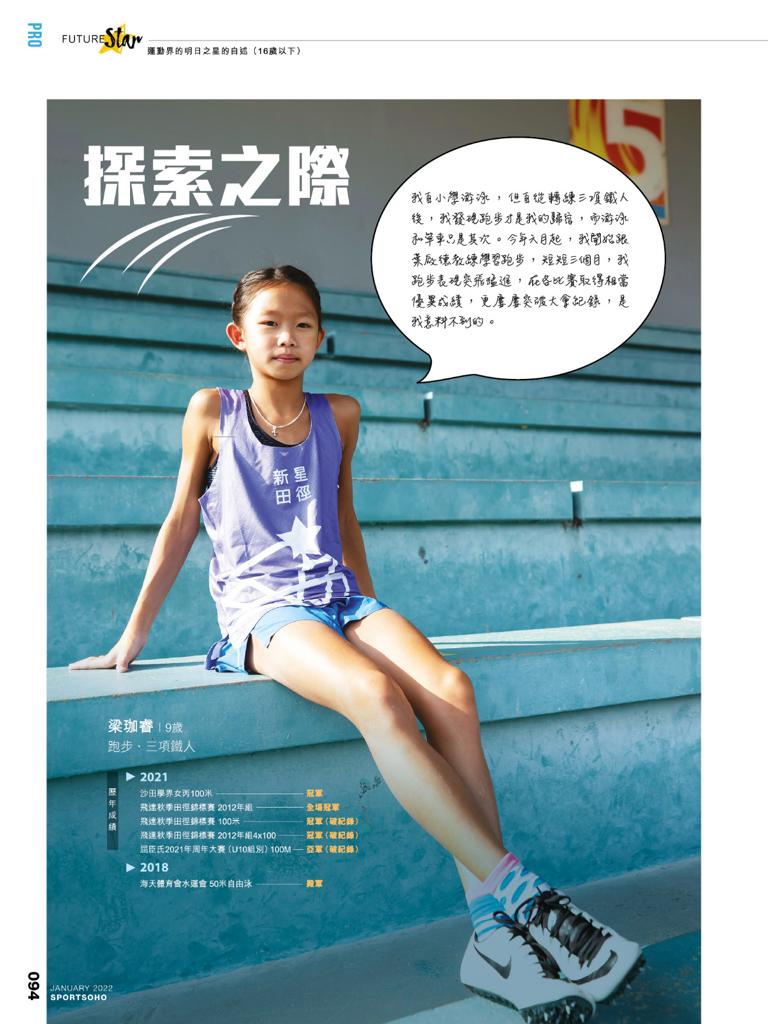 PRO
FUTURE Star
運動界的明日之星的自述（16歲以下）
探索之際
5
我自小學游泳，但自從轉練三項鐵人
後，我發現跑步才是我的歸宿，而游泳
和單車只是其次。今年八月起，我開始跟
葉啟德教練學習跑步，短短三個月，我
跑步表現突飛猛進，在各比賽取得相當
優異成績，更屢屢突破大會紀錄，是
我意料不到的。
新星
田徑
梁珈睿 | 9歲
跑步、三項鐵人
歷年成績
2021
沙田學界女丙100米 冠軍
飛達秋季田徑錦標賽 2012年組 全場冠軍
飛達秋季田徑錦標賽 100米 冠軍（破紀錄）
飛達秋季田徑錦標賽 2012年組4x100 冠軍（破紀錄）
屈臣氏2021年周年大賽（U10組別）100M 亞軍（破紀錄）
2018
海天體育會水運會 50米自由泳 殿軍
094
JANUARY 2022
SPORTSOHO